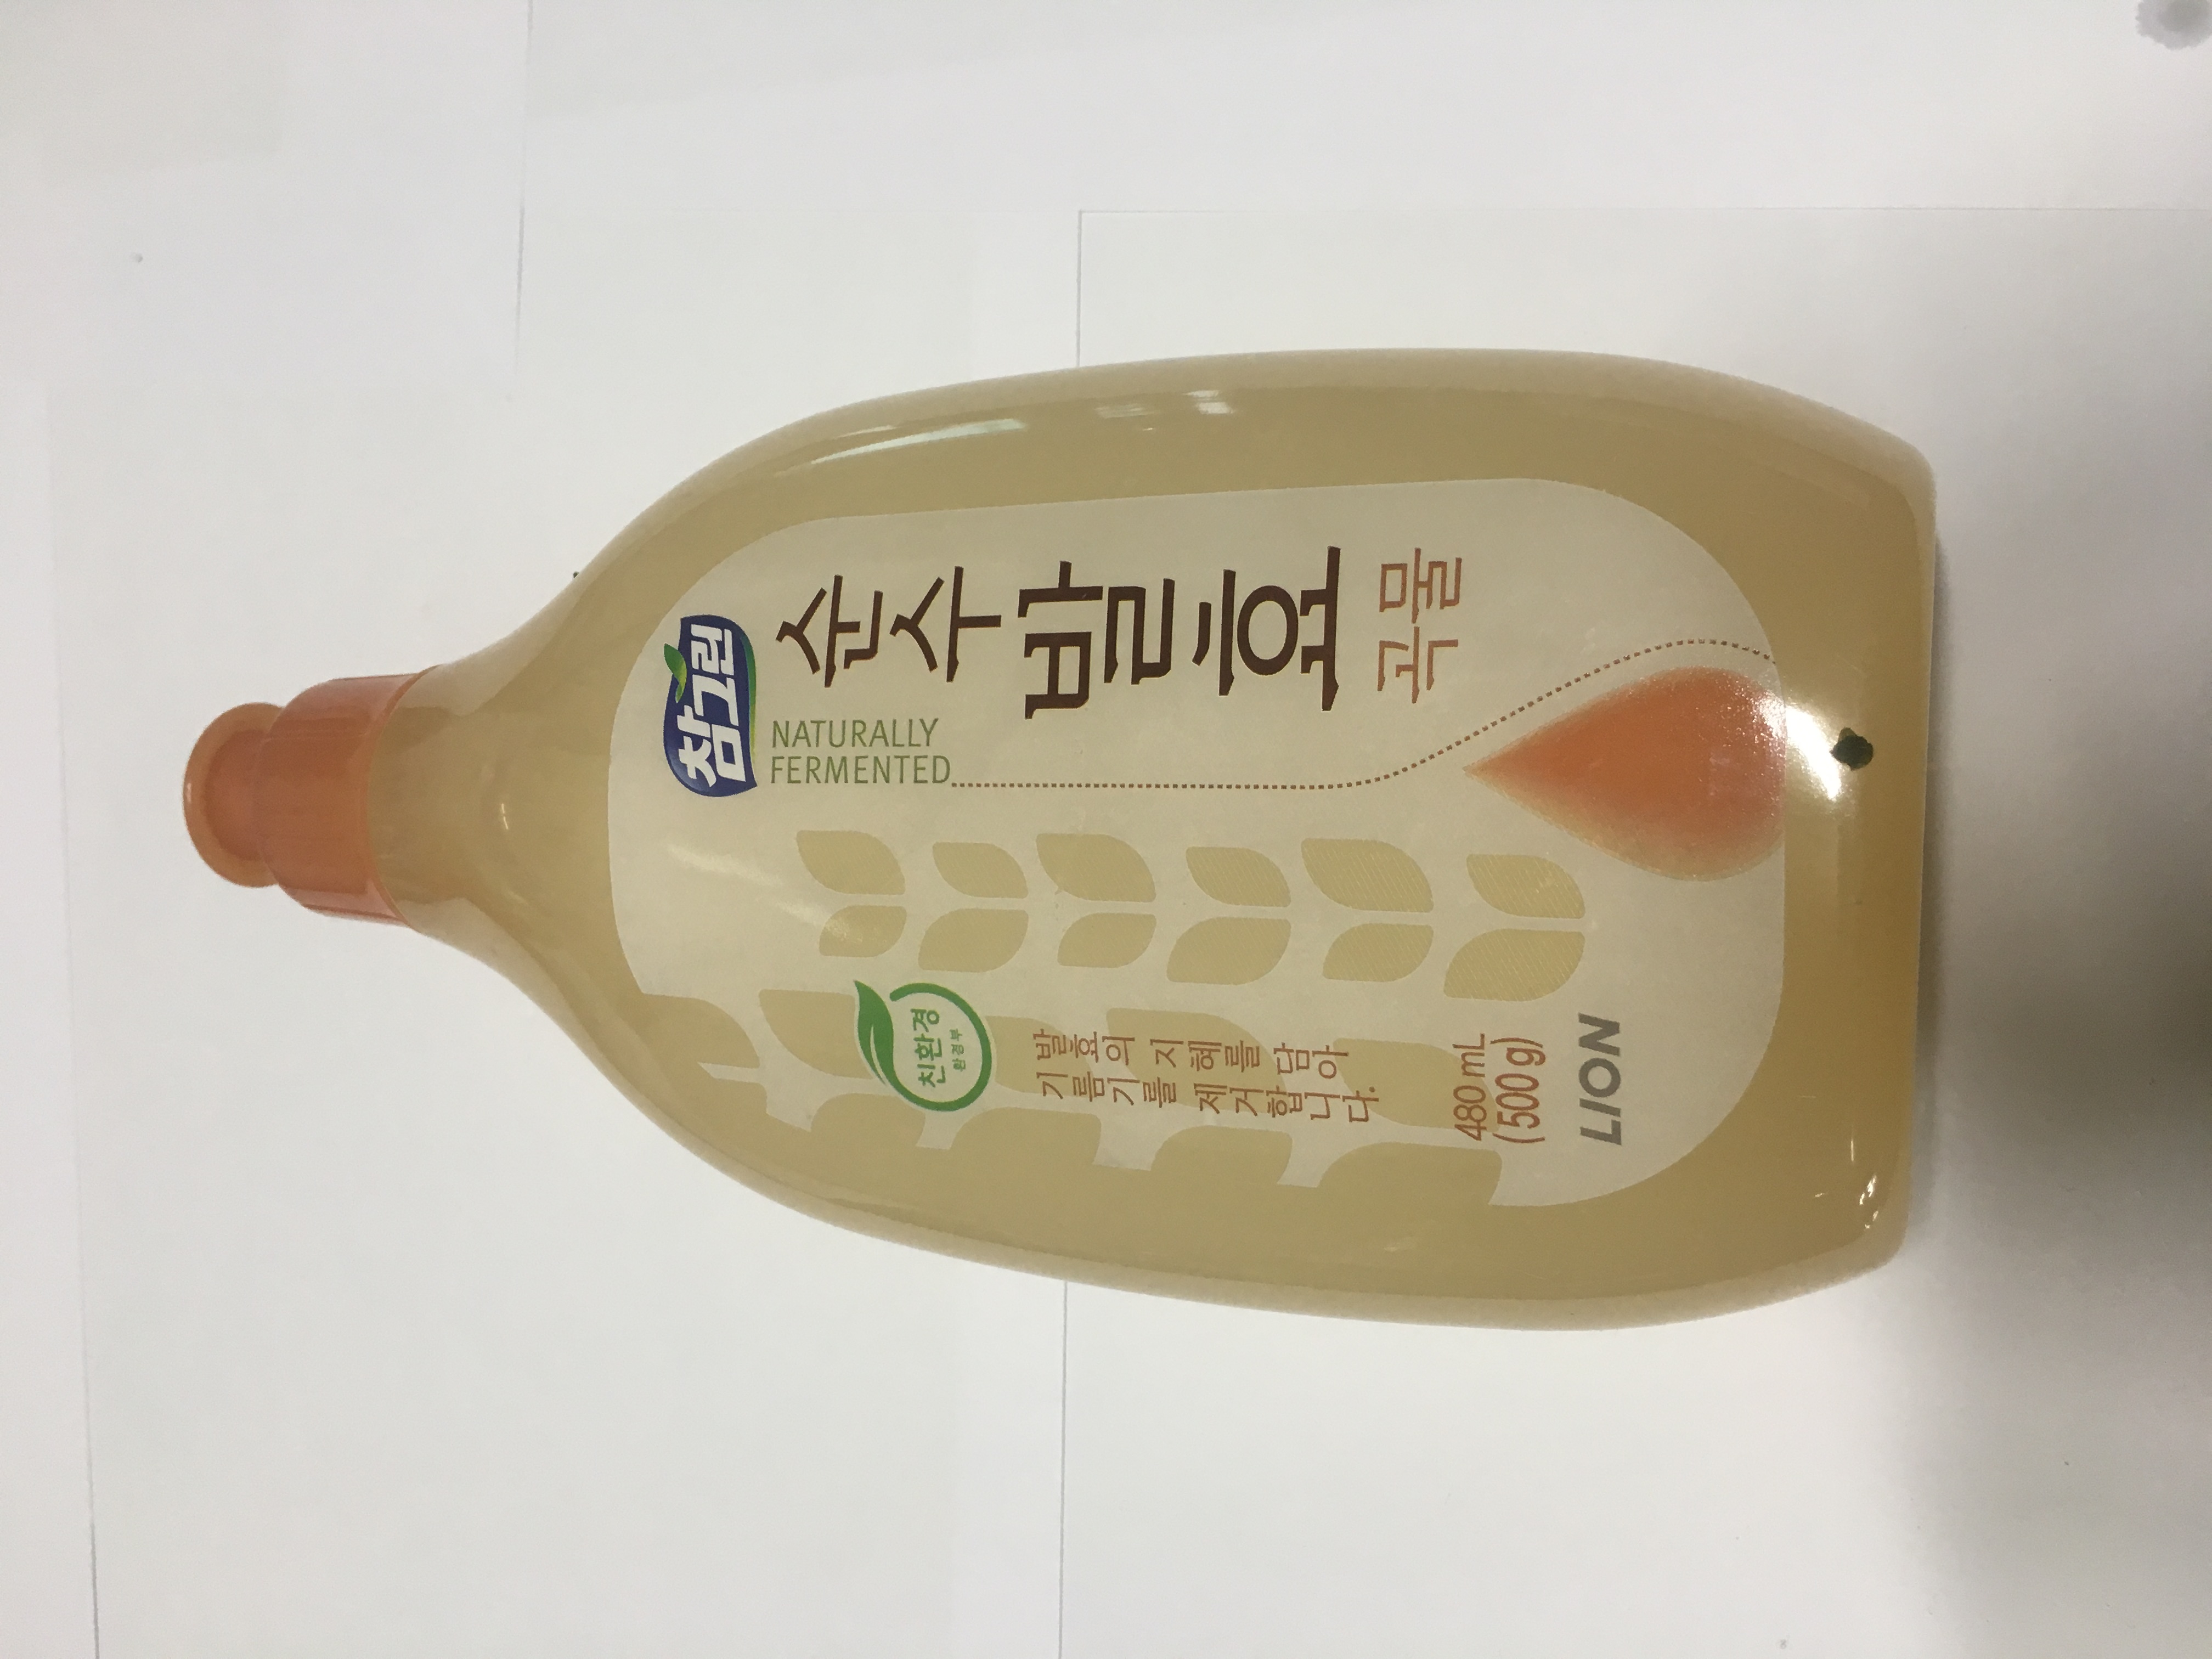 참그린
순수
발효
곡물
NATURALLY
FERMENTED
친환경
환경부
발효의 지혜를 담아
기름기를 제거합니다.
480 mL
(500 g)
LION